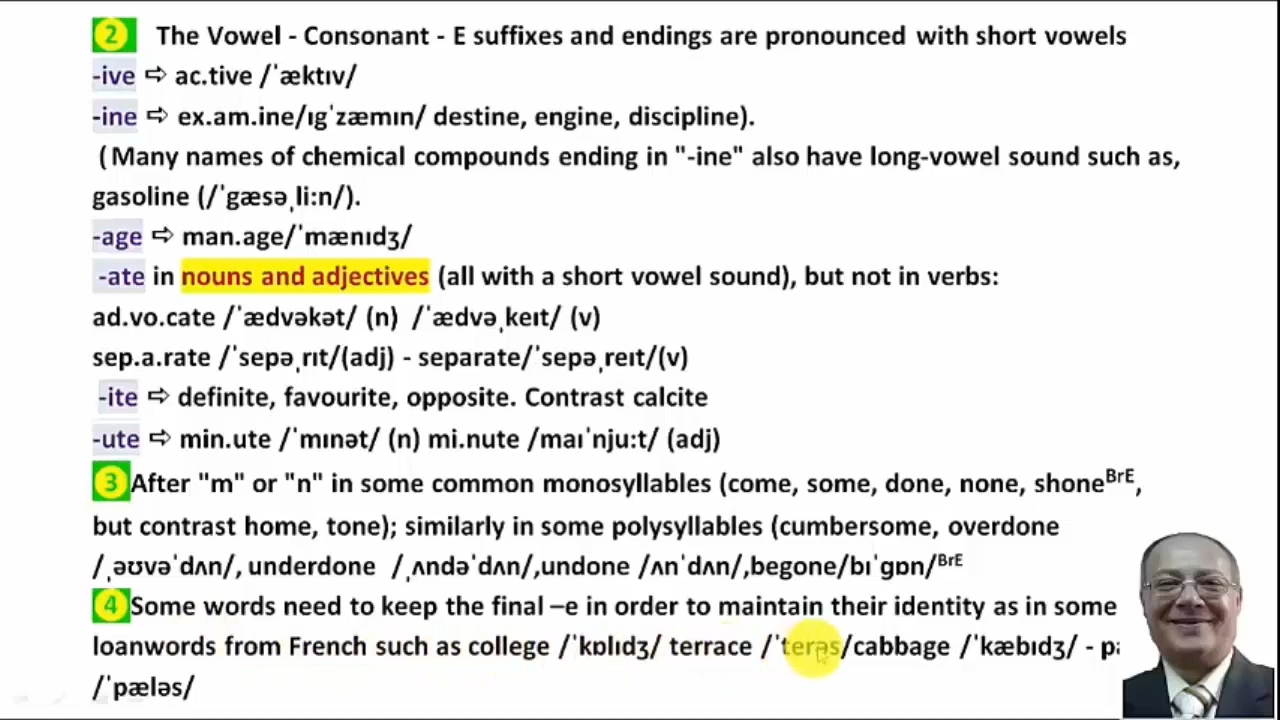 2 The Vowel - Consonant - E suffixes and endings are pronounced with short vowels
-ive ⇨ ac.tive /ˈæktɪv/
-ine ⇨ ex.am.ine/ɪgˈzæmɪn/ destine, engine, discipline).
(Many names of chemical compounds ending in "-ine" also have long-vowel sound such as,
gasoline (/ˈgæsəˌli:n/).
-age ⇨ man.age/ˈmænɪdʒ/
-ate in nouns and adjectives (all with a short vowel sound), but not in verbs:
ad.vo.cate /ˈædvəkət/ (n) /ˈædvəˌkeɪt/ (v)
sep.a.rate /ˈsepəˌrɪt/(adj) - separate/ˈsepəˌreɪt/(v)
-ite ⇨ definite, favourite, opposite. Contrast calcite
-ute ⇨ min.ute /ˈmɪnət/ (n) mi.nute /maɪˈnju:t/ (adj)
3 After "m" or "n" in some common monosyllables (come, some, done, none, shoneBrE,
but contrast home, tone); similarly in some polysyllables (cumbersome, overdone
/ˌəʊvəˈdʌn/, underdone /ˌʌndəˈdʌn/,undone /ʌnˈdʌn/,begone/bɪˈgɒn/BrE
4 Some words need to keep the final –e in order to maintain their identity as in some
loanwords from French such as college /ˈkɒlɪdʒ/ terrace /ˈterəs/cabbage /ˈkæbɪdʒ/ -
/ˈpæləs/